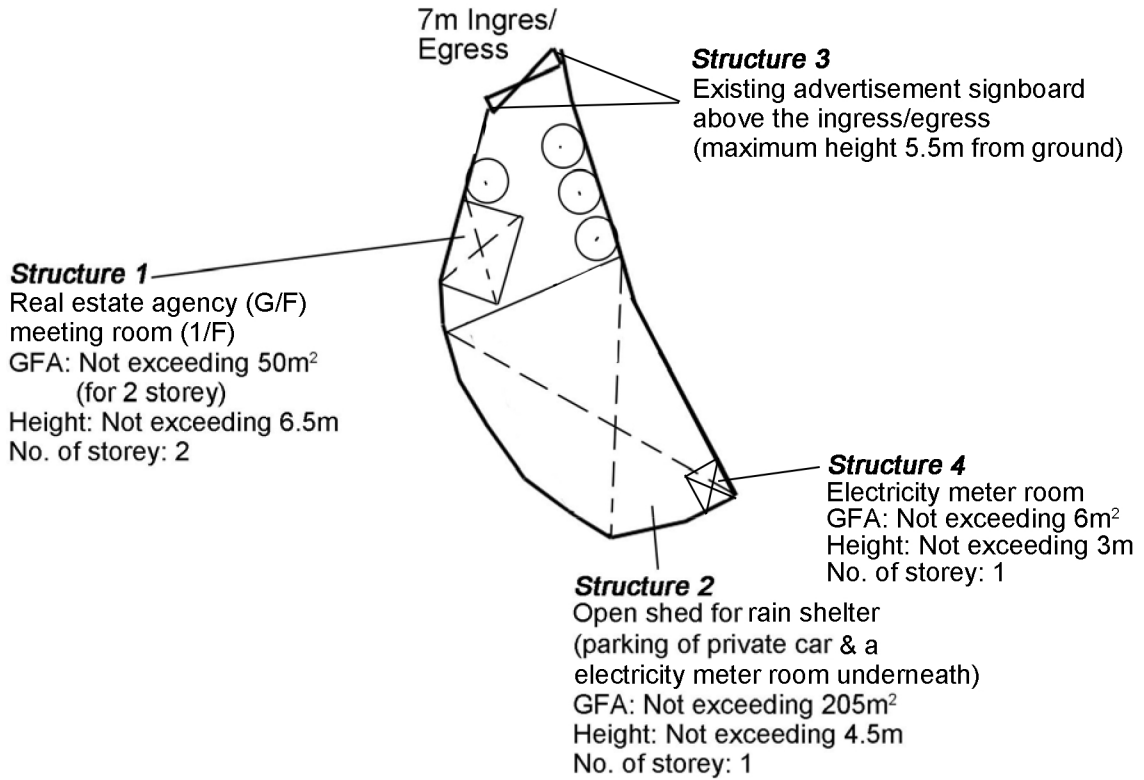 7m Ingres/
Egress
Structure 3
Existing advertisement signboard
above the ingress/egress
(maximum height 5.5m from ground)
Structure 1
Real estate agency (G/F)
meeting room (1/F)
GFA: Not exceeding 50m²
(for 2 storey)
Height: Not exceeding 6.5m
No. of storey: 2
Structure 4
Electricity meter room
GFA: Not exceeding 6m²
Height: Not exceeding 3m
No. of storey: 1
Structure 2
Open shed for rain shelter
(parking of private car & a
electricity meter room underneath)
GFA: Not exceeding 205m²
Height: Not exceeding 4.5m
No. of storey: 1